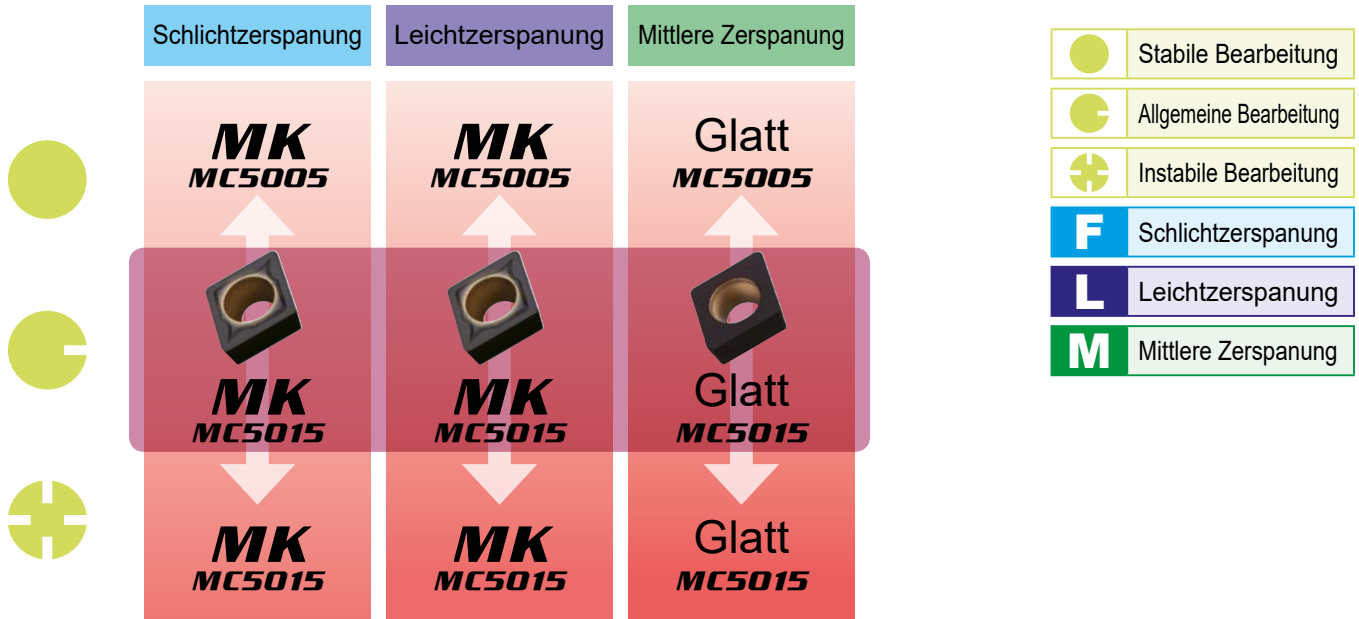 Schlichtzerspanung
Leichtzerspanung
Mittlere Zerspanung
MK
MC5005
MK
MC5005
Glatt
MC5005
MK
MC5015
MK
MC5015
Glatt
MC5015
MK
MC5015
MK
MC5015
Glatt
MC5015
Stabile Bearbeitung
Allgemeine Bearbeitung
Instabile Bearbeitung
F Schlichtzerspanung
L Leichtzerspanung
M Mittlere Zerspanung